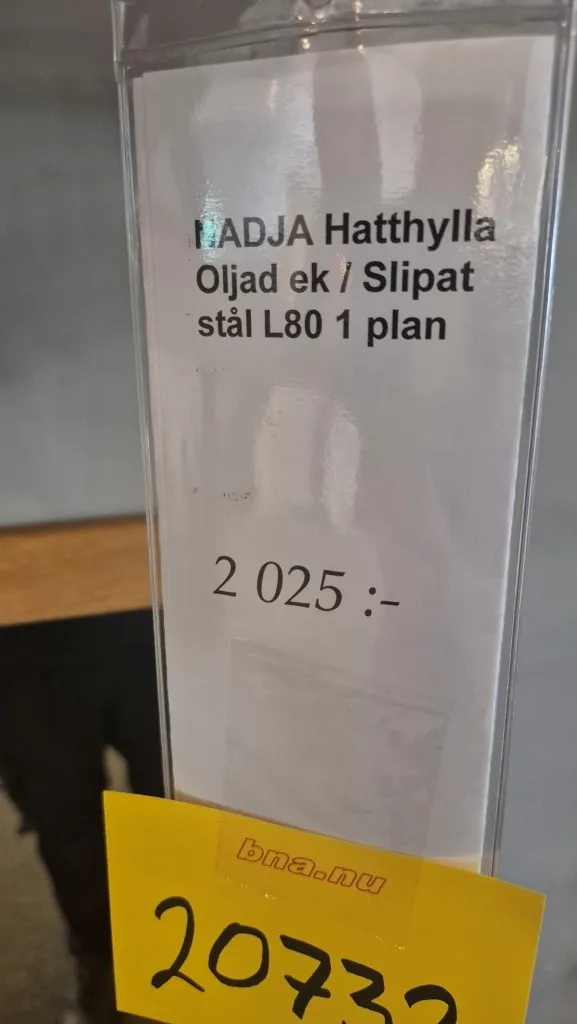 NADJA Hatthylla
Oljad ek / Slipat
stål L80 1 plan
2 025 :-
bna.nu
20732